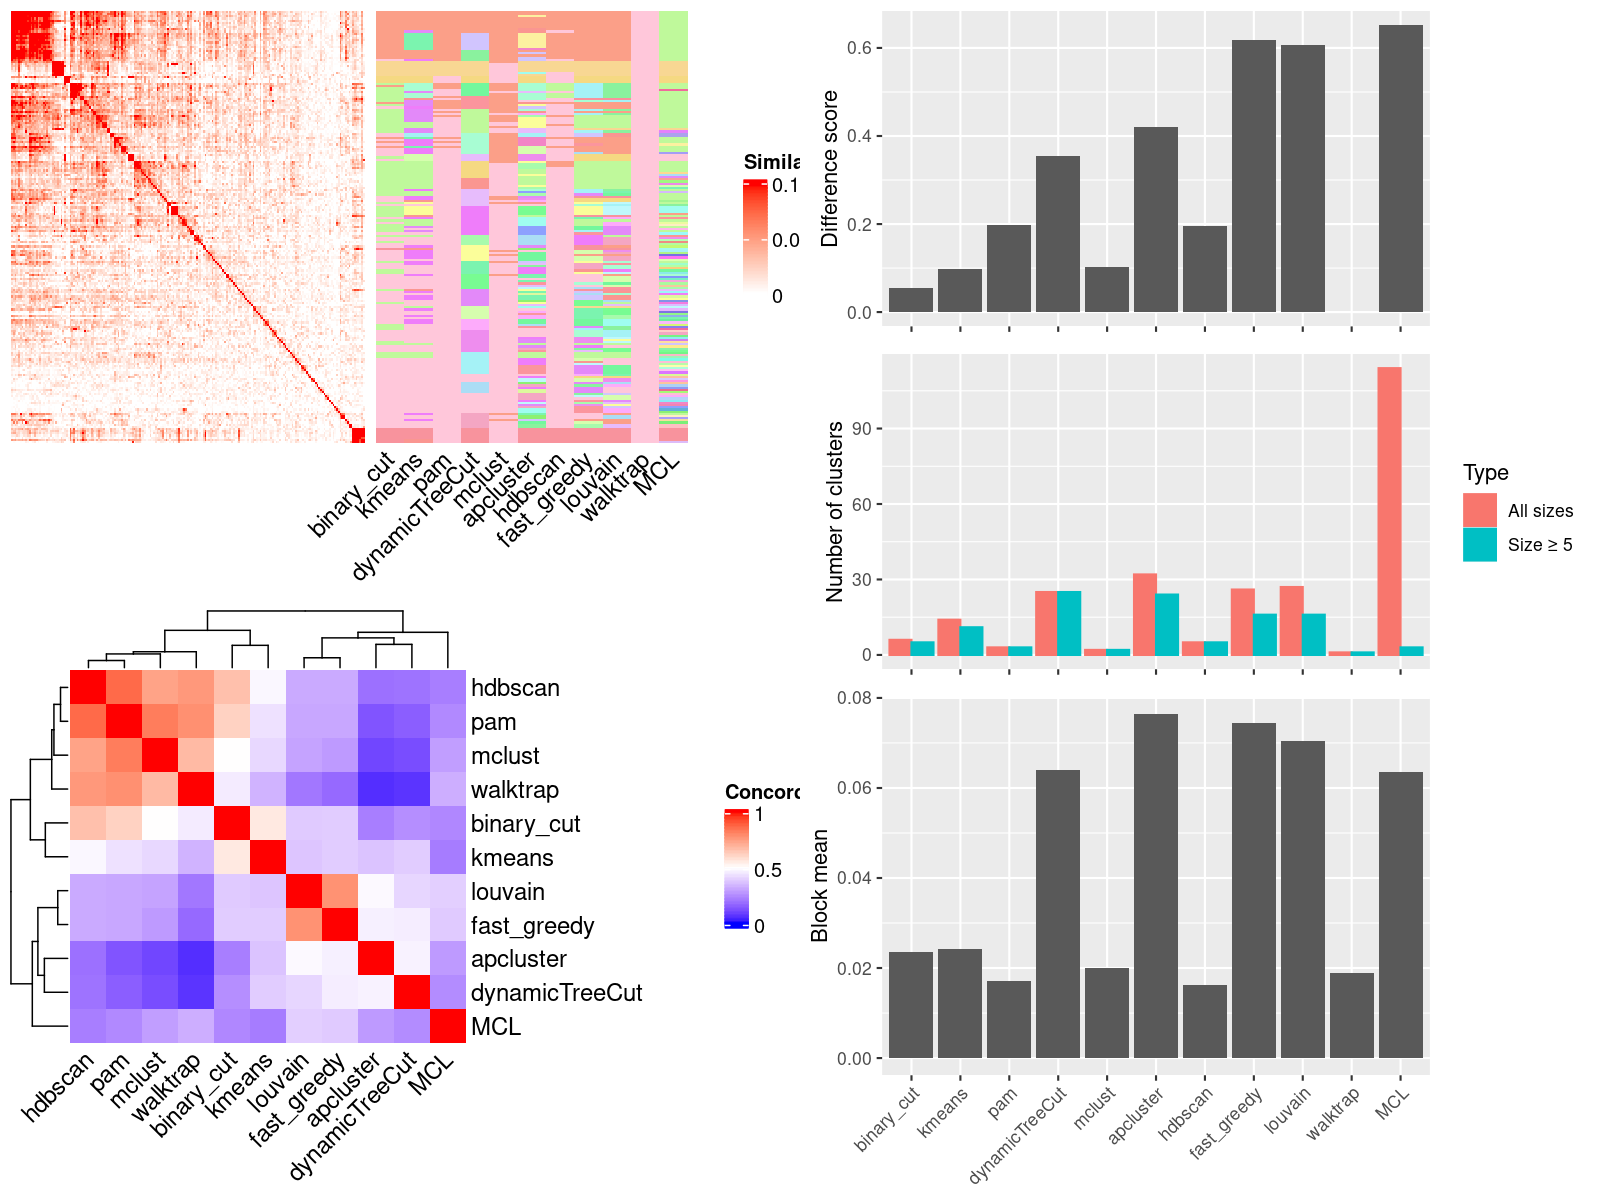 Simila
0.1
0.0
0
binary_cut
kmeans
pam
dynamicTreeCut
mclust
apcluster
hdbscan
fast_greedy
louvain
walktrap
MCL
hdbscan
pam
mclust
walktrap
binary_cut
kmeans
louvain
fast_greedy
apcluster
dynamicTreeCut
MCL
hdbscan
pam
mclust
walktrap
binary_cut
kmeans
louvain
fast_greedy
apcluster
dynamicTreeCut
MCL
Concord
1
0.5
0
Difference score
0.6
0.4
0.2
0.0
Number of clusters
90
60
30
0
Type
All sizes
Size ≥ 5
Block mean
0.08
0.06
0.04
0.02
0.00
binary_cut
kmeans
pam
dynamicTreeCut
mclust
apcluster
hdbscan
fast_greedy
louvain
walktrap
MCL